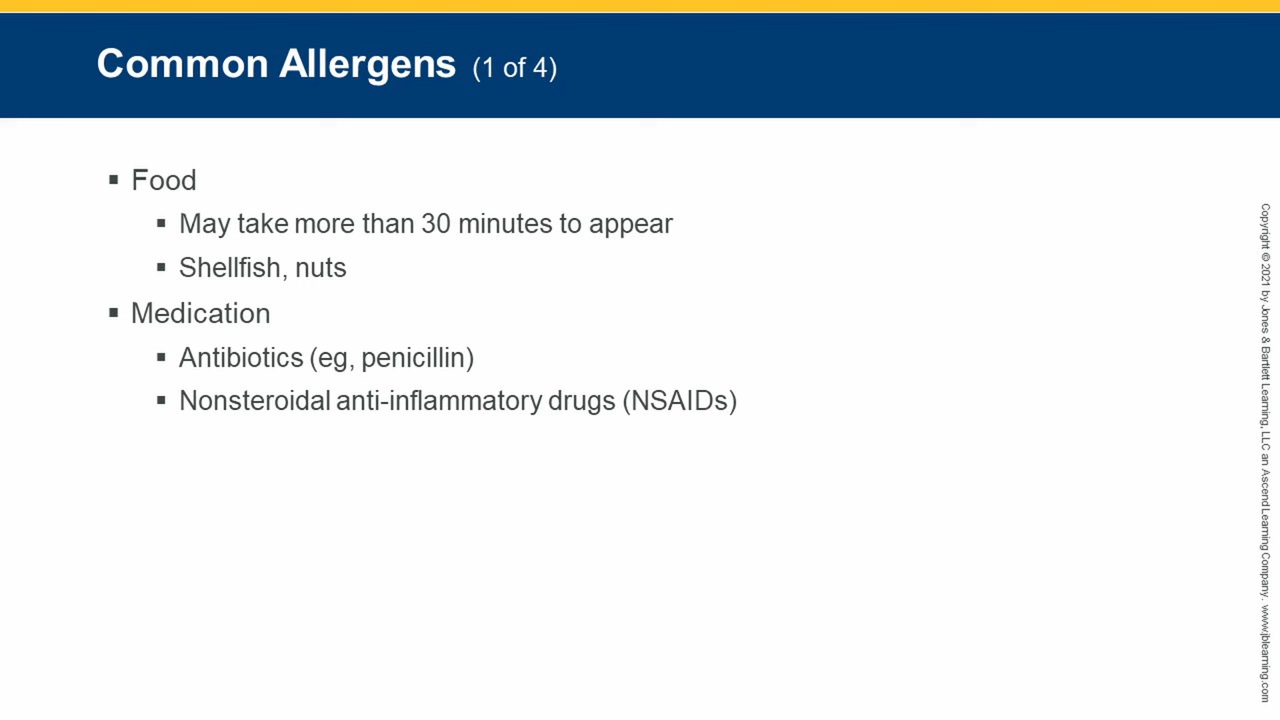 Common Allergens (1 of 4)
▪ Food
▪ May take more than 30 minutes to appear
▪ Shellfish, nuts
▪ Medication
▪ Antibiotics (eg, penicillin)
▪ Nonsteroidal anti-inflammatory drugs (NSAIDs)
Copyright © 2021 by Jones & Bartlett Learning, LLC an Ascend Learning Company. www.jblearning.com